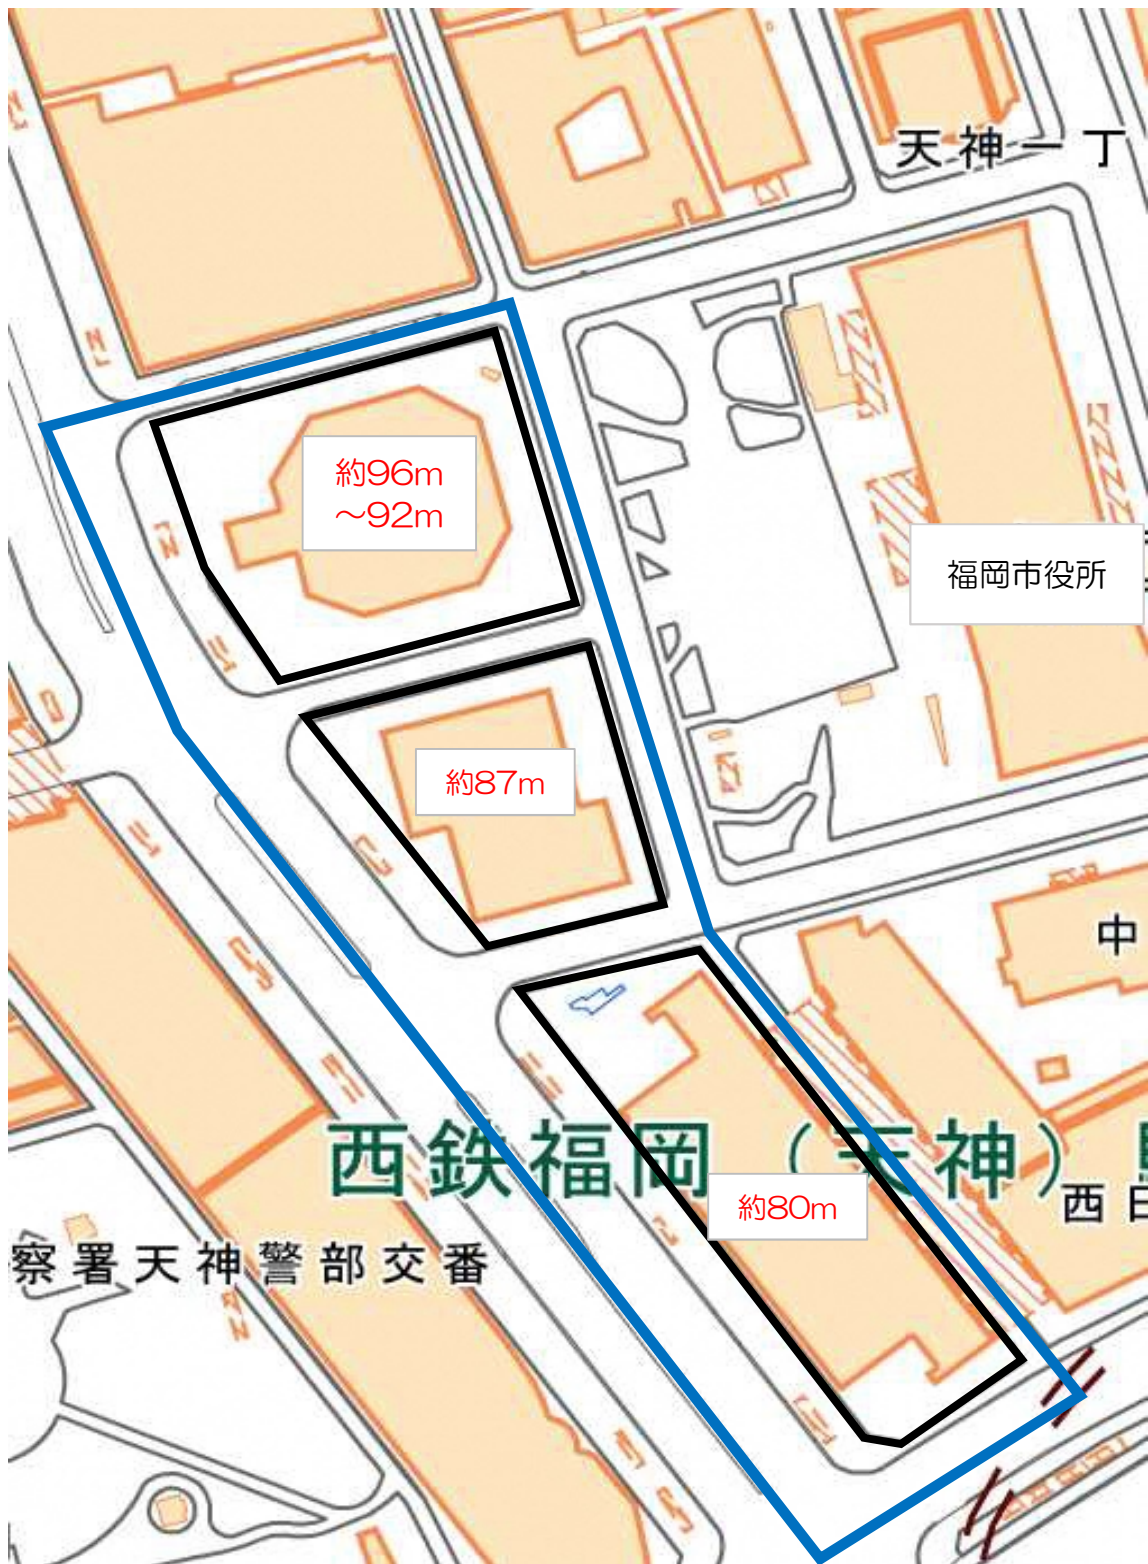 天神一丁
約96m
～92m
福岡市役所
約87m
中
西鉄福岡（天神）
約80m
西日
察署天神警部交番